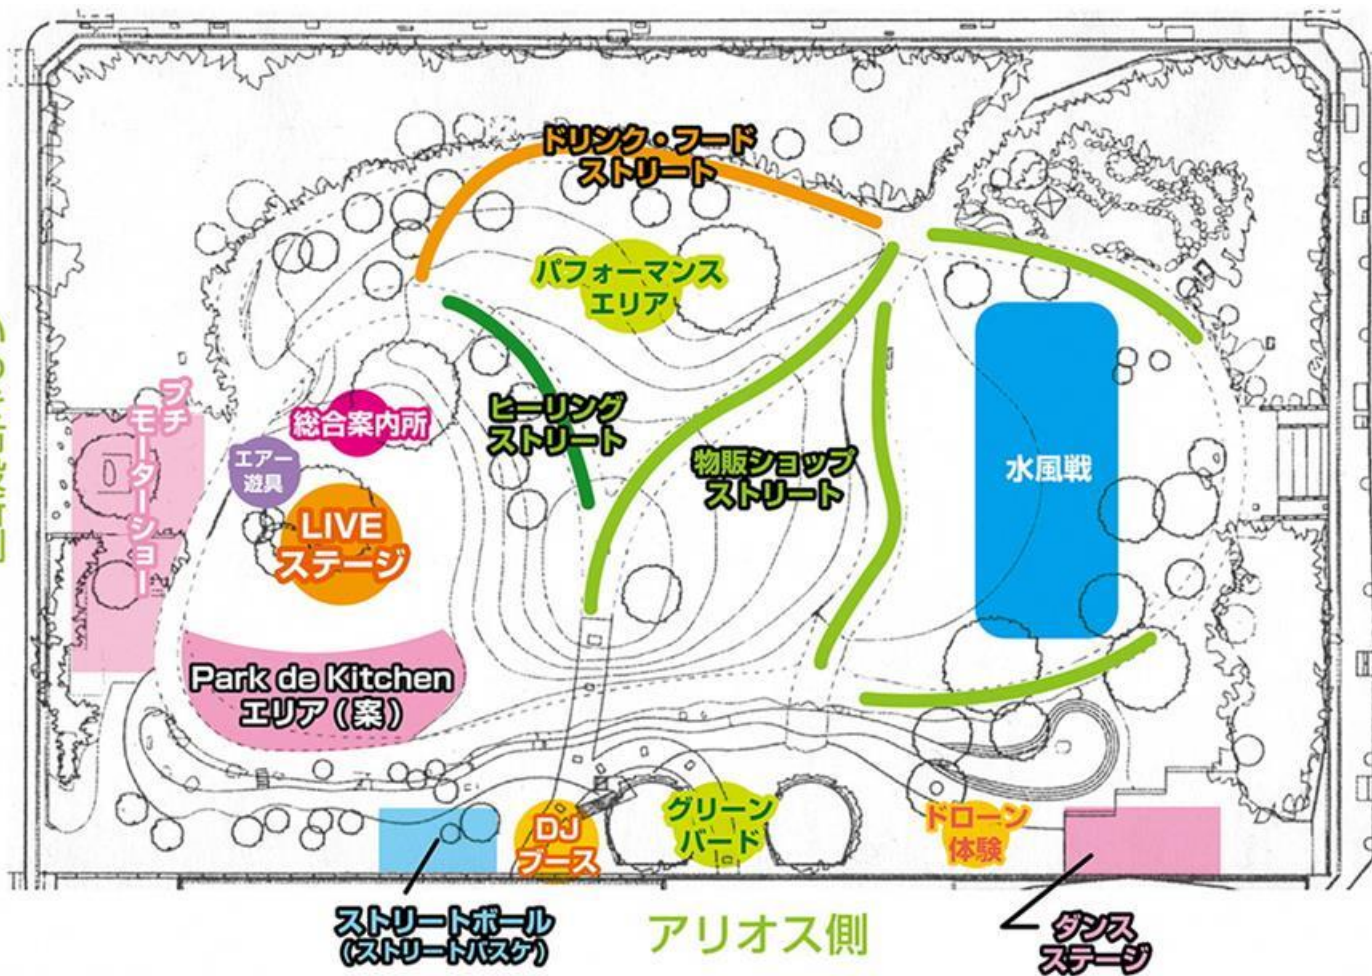 ドリンク・フード
ストリート
パフォーマンス
エリア
プチ
モーターショー
総合案内所
ヒーリング
ストリート
エアー
遊具
物販ショップ
ストリート
水風戦
LIVE
ステージ
Park de Kitchen
エリア(案)
DJ
ブース
グリーン
バード
ドローン
体験
ストリートボール
(ストリートバスケ)
アリオス側
ダンス
ステージ